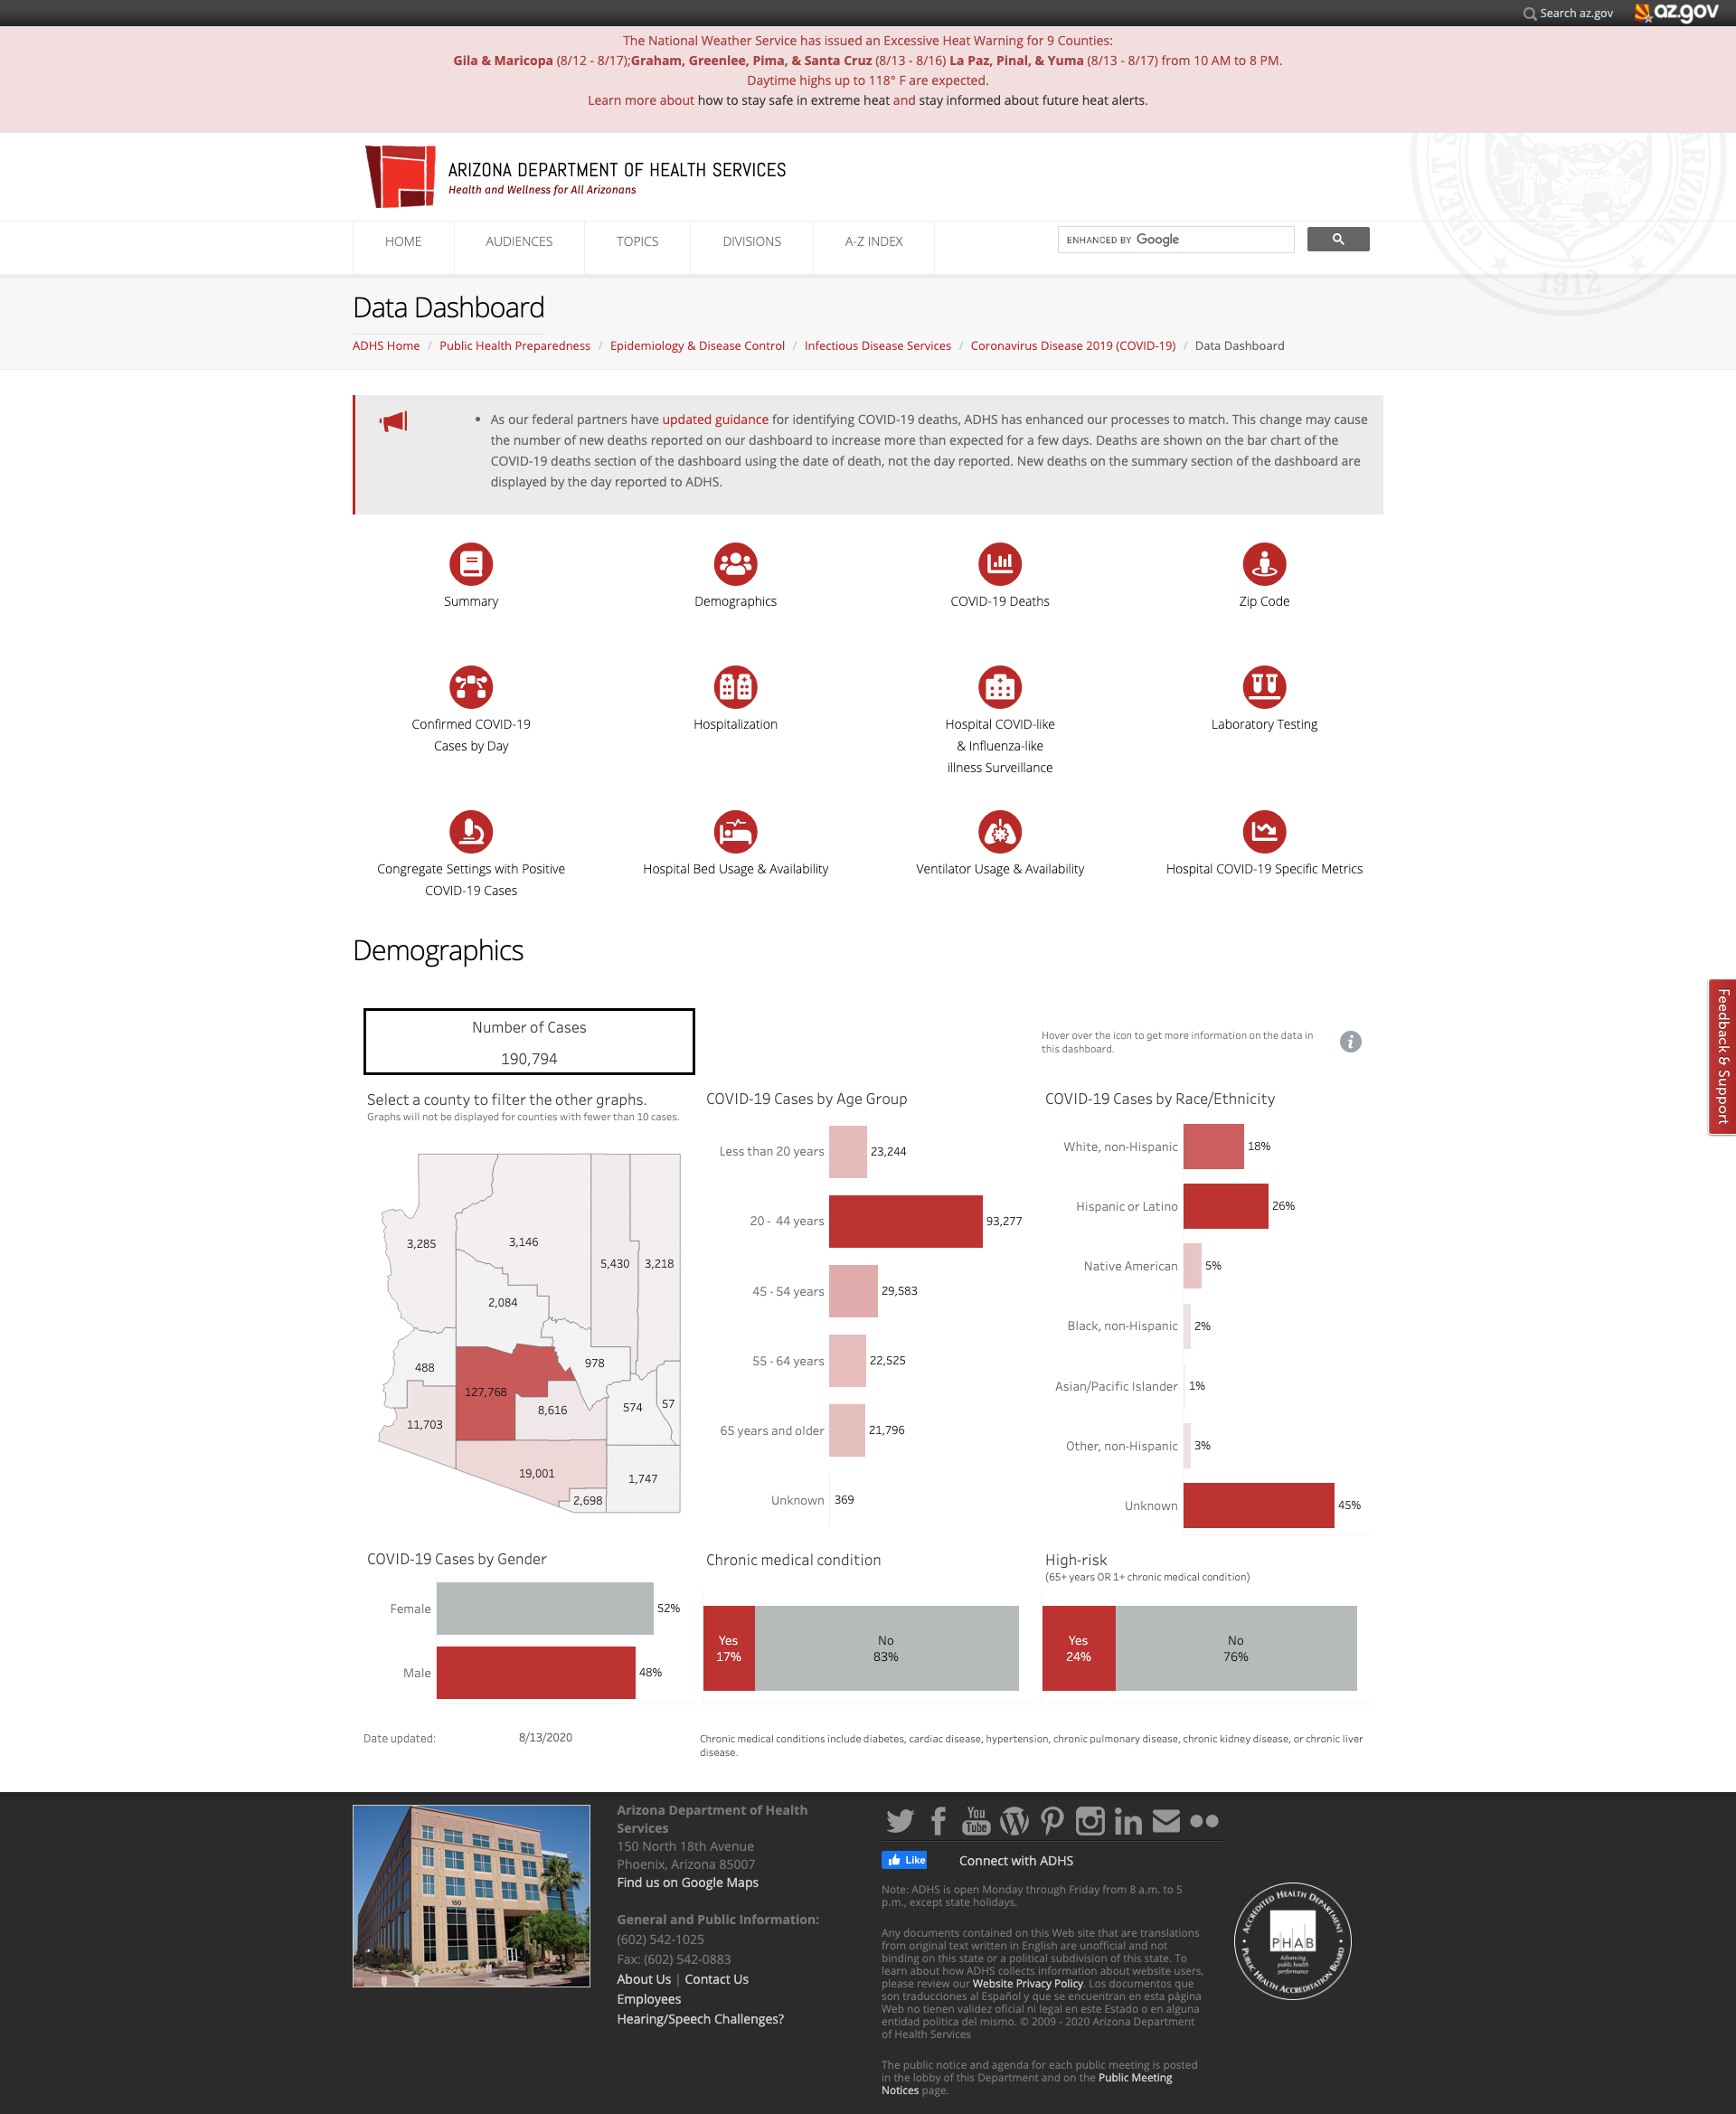 Search az.gov
az.gov
The National Weather Service has issued an Excessive Heat Warning for 9 Counties:
Gila & Maricopa (8/12 - 8/17);Graham, Greenlee, Pima, & Santa Cruz (8/13 - 8/16) La Paz, Pinal, & Yuma (8/13 - 8/17) from 10 AM to 8 PM.
Daytime highs up to 118° F are expected.
Learn more about how to stay safe in extreme heat and stay informed about future heat alerts.
ARIZONA DEPARTMENT OF HEALTH SERVICES
Health and Wellness for All Arizonans
HOME
AUDIENCES
TOPICS
DIVISIONS
A-Z INDEX
ENHANCED BY Google
GREAT S
ARIZONA
1912
Data Dashboard
ADHS Home / Public Health Preparedness / Epidemiology & Disease Control / Infectious Disease Services / Coronavirus Disease 2019 (COVID-19) / Data Dashboard
• As our federal partners have updated guidance for identifying COVID-19 deaths, ADHS has enhanced our processes to match. This change may cause
the number of new deaths reported on our dashboard to increase more than expected for a few days. Deaths are shown on the bar chart of the
COVID-19 deaths section of the dashboard using the date of death, not the day reported. New deaths on the summary section of the dashboard are
displayed by the day reported to ADHS.
Summary
Demographics
COVID-19 Deaths
Zip Code
Confirmed COVID-19
Cases by Day
Hospitalization
Hospital COVID-like
& Influenza-like
illness Surveillance
Laboratory Testing
Congregate Settings with Positive
COVID-19 Cases
Hospital Bed Usage & Availability
Ventilator Usage & Availability
Hospital COVID-19 Specific Metrics
Demographics
Feedback & Support
Number of Cases
190,794
Hover over the icon to get more information on the data in
this dashboard.
Select a county to filter the other graphs.
Graphs will not be displayed for counties with fewer than 10 cases.
3,285
3,146
5,430
3,218
2,084
488
978
127,768
8,616
574
57
11,703
19,001
1,747
2,698
COVID-19 Cases by Age Group
Less than 20 years 23,244
20 - 44 years 93,277
45 - 54 years 29,583
55 - 64 years 22,525
65 years and older 21,796
Unknown 369
COVID-19 Cases by Race/Ethnicity
White, non-Hispanic 18%
Hispanic or Latino 26%
Native American 5%
Black, non-Hispanic 2%
Asian/Pacific Islander 1%
Other, non-Hispanic 3%
Unknown 45%
COVID-19 Cases by Gender
Female 52%
Male 48%
Chronic medical condition
Yes
17%
No
83%
High-risk
(65+ years OR 1+ chronic medical condition)
Yes
24%
No
76%
Date updated: 8/13/2020
Chronic medical conditions include diabetes, cardiac disease, hypertension, chronic pulmonary disease, chronic kidney disease, or chronic liver
disease.
150
Arizona Department of Health
Services
150 North 18th Avenue
Phoenix, Arizona 85007
Find us on Google Maps
General and Public Information:
(602) 542-1025
Fax: (602) 542-0883
About Us | Contact Us
Employees
Hearing/Speech Challenges?
You
Tube
Like
Connect with ADHS
Note: ADHS is open Monday through Friday from 8 a.m. to 5
p.m., except state holidays.
Any documents contained on this Web site that are translations
from original text written in English are unofficial and not
binding on this state or a political subdivision of this state. To
learn about how ADHS collects information about website users,
please review our Website Privacy Policy. Los documentos que
son traducciones al Español y que se encuentran en esta página
Web no tienen validez oficial ni legal en este Estado o en alguna
entidad politica del mismo. © 2009 - 2020 Arizona Department
of Health Services
The public notice and agenda for each public meeting is posted
in the lobby of this Department and on the Public Meeting
Notices page.
ACCREDITED HEALTH DEPARTMENT
PHAB
Advancing
public health
performance
PUBLIC HEALTH ACCREDITATION BOARD